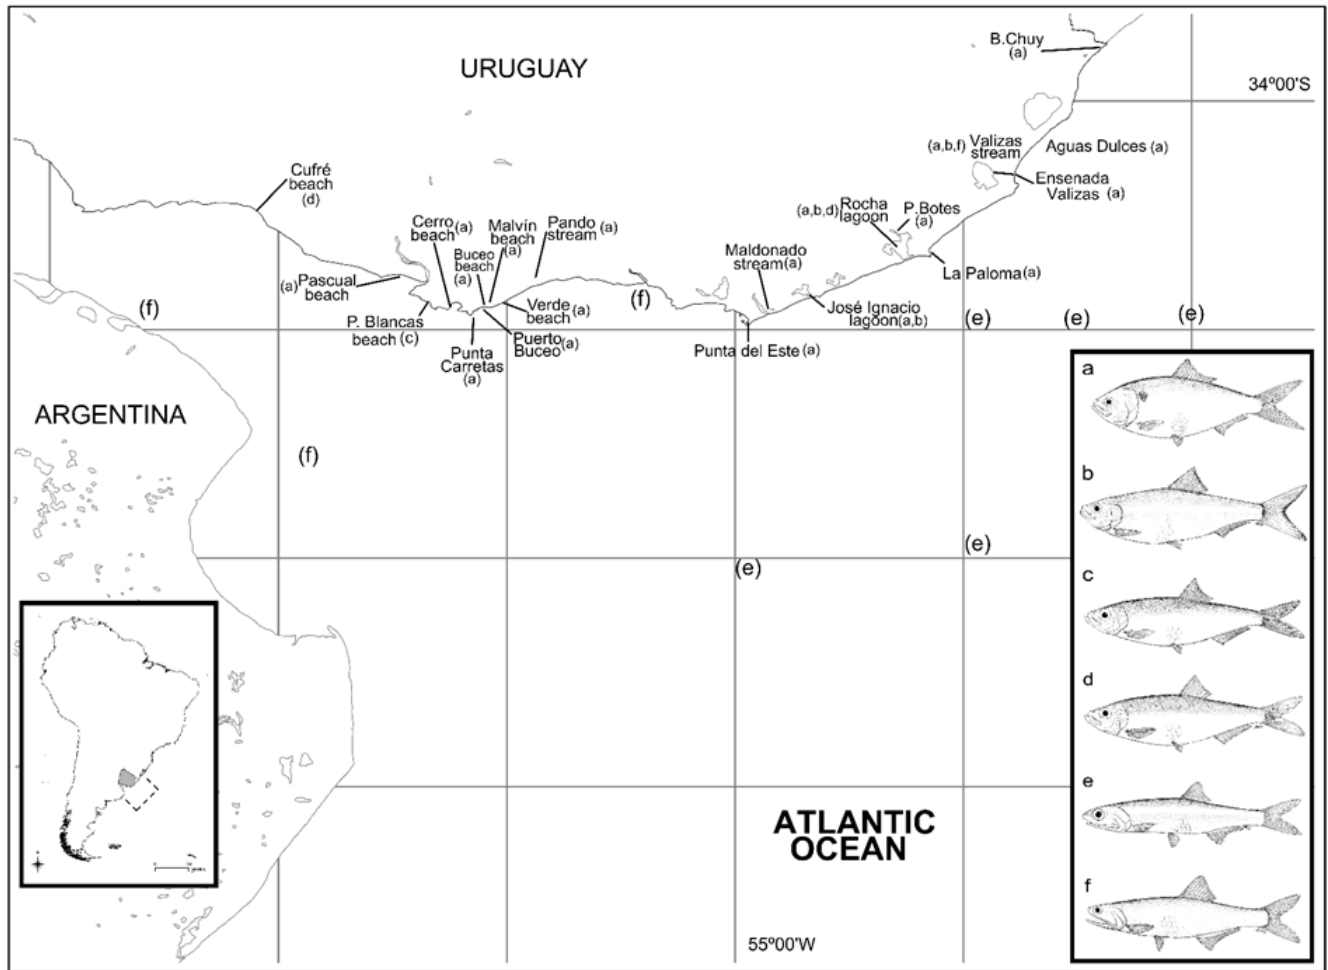 B.Chuy
(a)
URUGUAY
34º00'S
(a,b,f) Valizas
stream
Aguas Dulces (a)
Ensenada
Valizas (a)
Cufré
beach
(d)
(a,b,d) Rocha
lagoon
P.Botes
(a)
Cerro (a)
beach
Malvín
beach
(a)
Pando (a)
stream
Buceo
beach
(a)
Maldonado
stream (a)
La Paloma (a)
(a) Pascual
beach
(f)
(f)
Verde (a)
beach
José Ignacio
lagoon (a,b)
(e)
(e)
(e)
P. Blancas
beach (c)
Puerto (a)
Buceo
Punta
Carretas
(a)
Punta del Este (a)
ARGENTINA
(f)
(e)
(e)
a
b
c
d
e
f
ATLANTIC
OCEAN
55º00'W